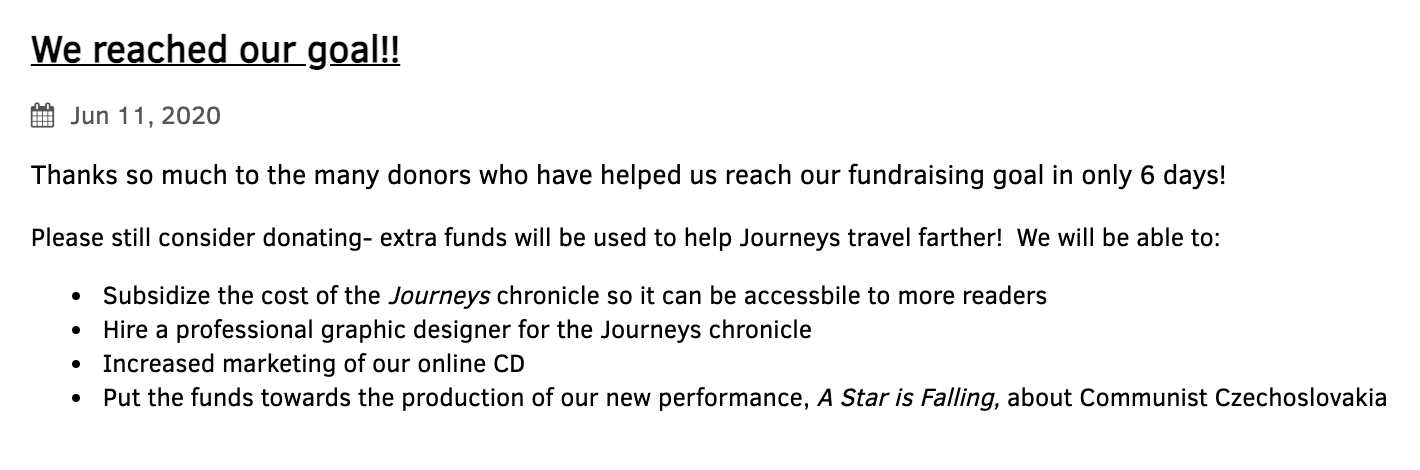 We reached our goal!!
Jun 11, 2020
Thanks so much to the many donors who have helped us reach our fundraising goal in only 6 days!
Please still consider donating- extra funds will be used to help Journeys travel farther!  We will be able to:
• Subsidize the cost of the Journeys chronicle so it can be accessbile to more readers
• Hire a professional graphic designer for the Journeys chronicle
• Increased marketing of our online CD
• Put the funds towards the production of our new performance, A Star is Falling, about Communist Czechoslovakia